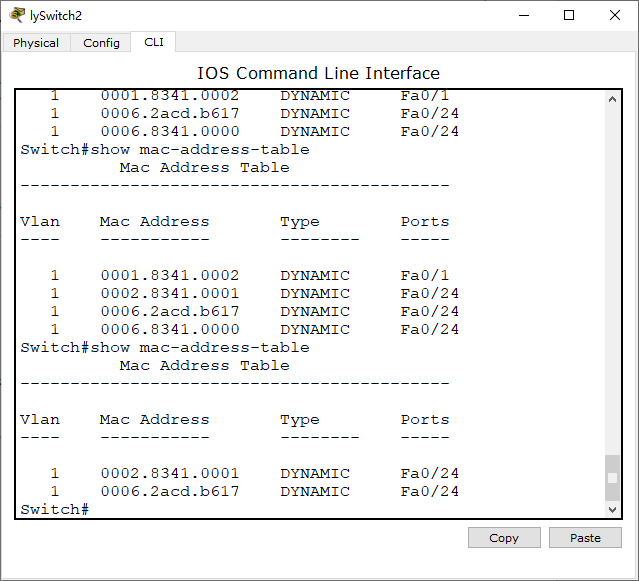 lySwitch2
Physical Config CLI
IOS Command Line Interface
1 0001.8341.0002 DYNAMIC Fa0/1
1 0006.2acd.b617 DYNAMIC Fa0/24
1 0006.8341.0000 DYNAMIC Fa0/24
Switch#show mac-address-table
Mac Address Table
-------------------------------------------
Vlan Mac Address Type Ports
---- ----------- -------- -----
1 0001.8341.0002 DYNAMIC Fa0/1
1 0002.8341.0001 DYNAMIC Fa0/24
1 0006.2acd.b617 DYNAMIC Fa0/24
1 0006.8341.0000 DYNAMIC Fa0/24
Switch#show mac-address-table
Mac Address Table
-------------------------------------------
Vlan Mac Address Type Ports
---- ----------- -------- -----
1 0002.8341.0001 DYNAMIC Fa0/24
1 0006.2acd.b617 DYNAMIC Fa0/24
Switch#
Copy Paste